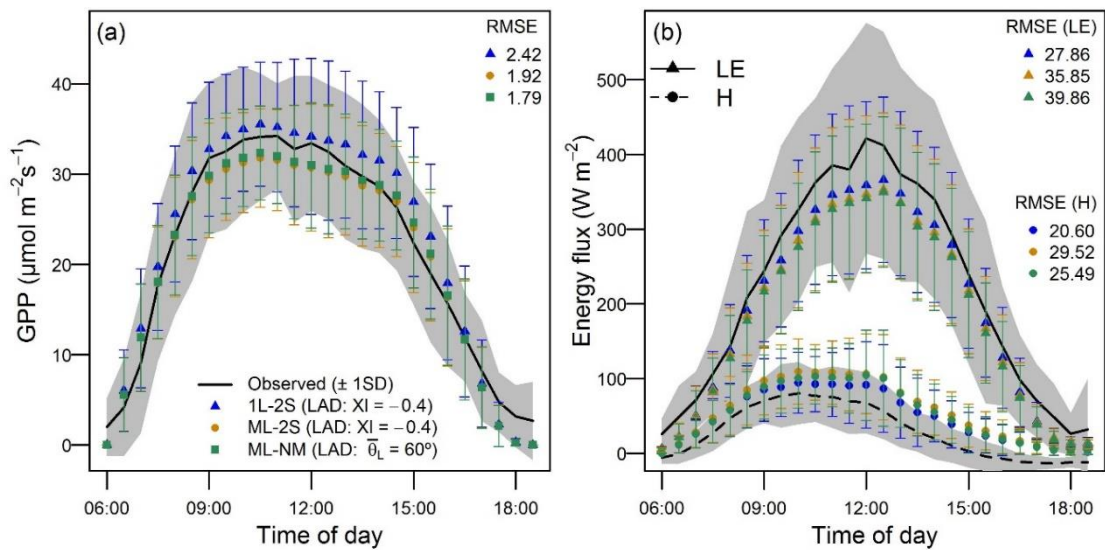 (a)
RMSE
2.42
1.92
1.79
40
30
20
10
0
GPP (µmol m⁻²s⁻¹)
Observed (± 1SD)
1L-2S (LAD: XI = −0.4)
ML-2S (LAD: XI = −0.4)
ML-NM (LAD: θ̅L = 60º)
06:00 09:00 12:00 15:00 18:00
Time of day
(b)
LE
H
RMSE (LE)
27.86
35.85
39.86
RMSE (H)
20.60
29.52
25.49
500
400
300
200
100
0
Energy flux (W m⁻²)
06:00 09:00 12:00 15:00 18:00
Time of day